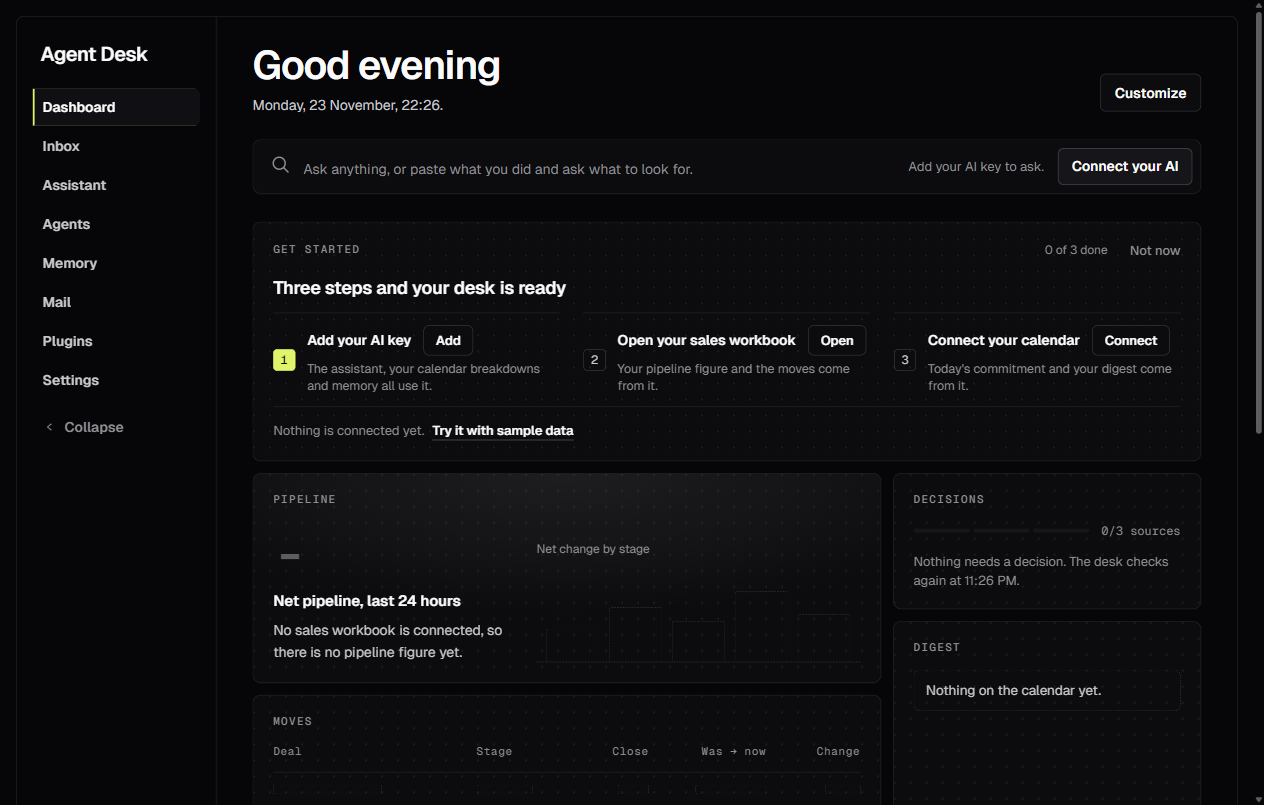 Agent Desk
Dashboard
Inbox
Assistant
Agents
Memory
Mail
Plugins
Settings
Collapse
Good evening
Monday, 23 November, 22:26.
Customize
Ask anything, or paste what you did and ask what to look for.
Add your AI key to ask.
Connect your AI
GET STARTED
0 of 3 done
Not now
Three steps and your desk is ready
1
Add your AI key
Add
The assistant, your calendar breakdowns
and memory all use it.
2
Open your sales workbook
Open
Your pipeline figure and the moves come
from it.
3
Connect your calendar
Connect
Today's commitment and your digest come
from it.
Nothing is connected yet. Try it with sample data
PIPELINE
Net change by stage
Net pipeline, last 24 hours
No sales workbook is connected, so
there is no pipeline figure yet.
DECISIONS
0/3 sources
Nothing needs a decision. The desk checks
again at 11:26 PM.
DIGEST
Nothing on the calendar yet.
MOVES
Deal Stage Close Was → now Change